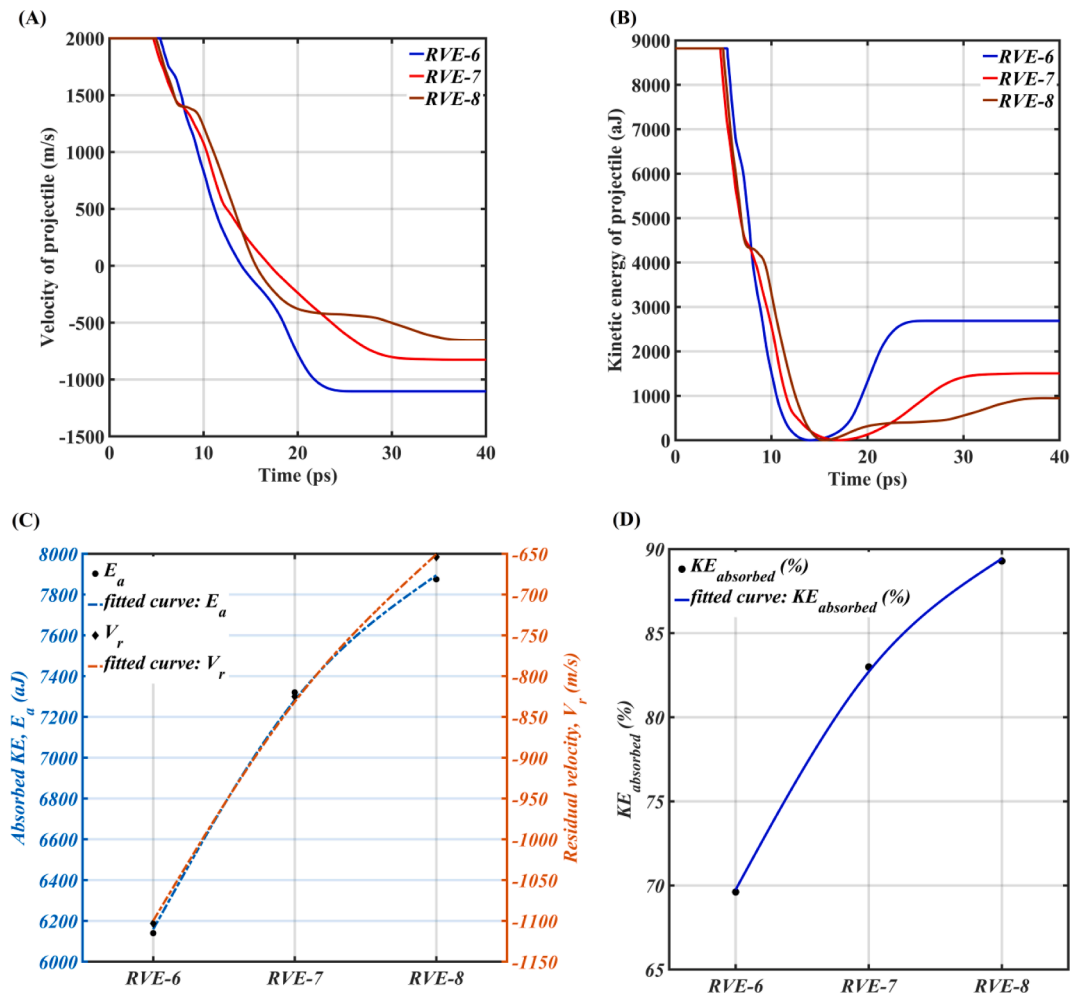 (A)
2000
1500
1000
500
0
-500
-1000
-1500
0
10
20
30
40
Velocity of projectile (m/s)
Time (ps)
RVE-6
RVE-7
RVE-8
(B)
9000
8000
7000
6000
5000
4000
3000
2000
1000
0
0
10
20
30
40
Kinetic energy of projectile (aJ)
Time (ps)
RVE-6
RVE-7
RVE-8
(C)
8000
7800
7600
7400
7200
7000
6800
6600
6400
6200
6000
Absorbed KE, E_a (aJ)
E_a
fitted curve: E_a
V_r
fitted curve: V_r
-650
-700
-750
-800
-850
-900
-950
-1000
-1050
-1100
-1150
Residual velocity, V_r (m/s)
RVE-6
RVE-7
RVE-8
(D)
90
85
80
75
70
65
KE_absorbed (%)
KE_absorbed (%)
fitted curve: KE_absorbed (%)
RVE-6
RVE-7
RVE-8